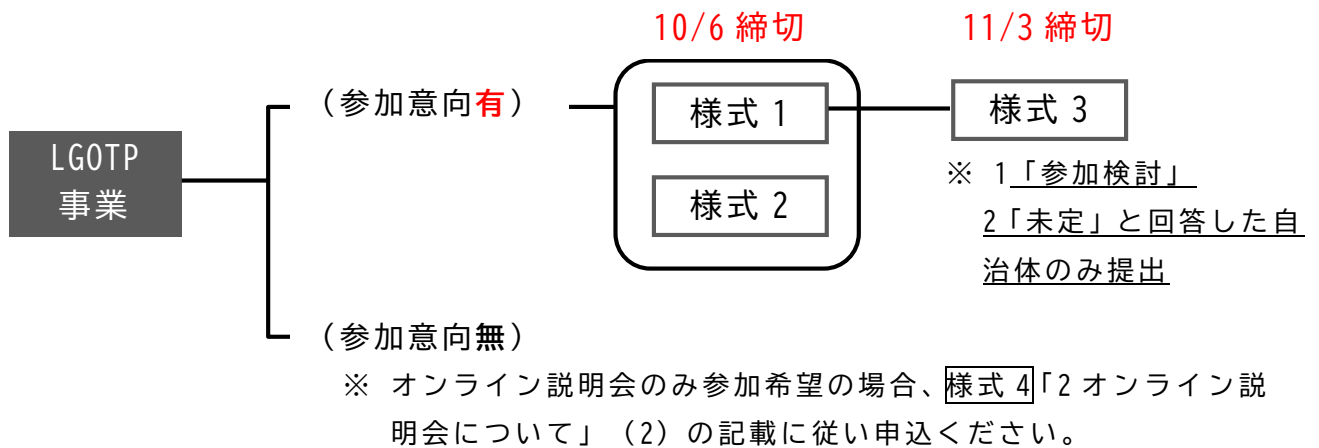 10/6 締切
11/3 締切
LGOTP
事業
（参加意向有）
様式 1
様式 2
様式 3
※ 1「参加検討」
2「未定」と回答した自
治体のみ提出
（参加意向無）
※ オンライン説明会のみ参加希望の場合、様式 4「2 オンライン説
明会について」（2）の記載に従い申込ください。